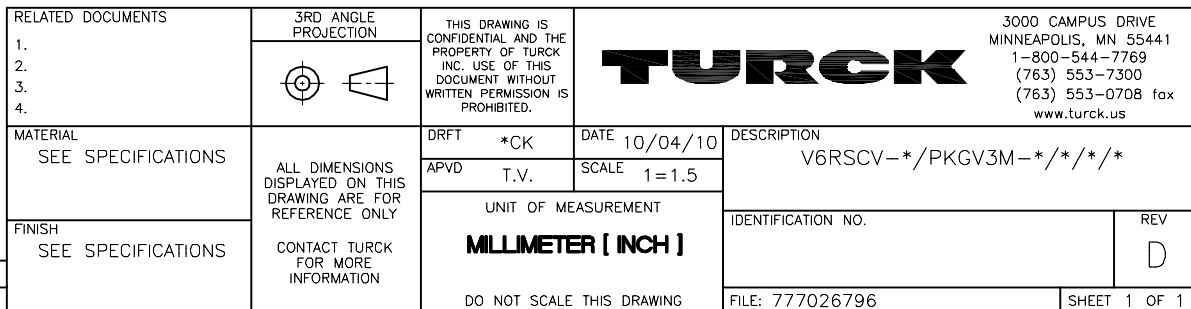 RELATED DOCUMENTS
1.
2.
3.
4.
3RD ANGLE
PROJECTION
THIS DRAWING IS
CONFIDENTIAL AND THE
PROPERTY OF TURCK
INC. USE OF THIS
DOCUMENT WITHOUT
WRITTEN PERMISSION IS
PROHIBITED.
TURCK
3000 CAMPUS DRIVE
MINNEAPOLIS, MN 55441
1-800-544-7769
(763) 553-7300
(763) 553-0708 fax
www.turck.us
MATERIAL
SEE SPECIFICATIONS
FINISH
SEE SPECIFICATIONS
ALL DIMENSIONS
DISPLAYED ON THIS
DRAWING ARE FOR
REFERENCE ONLY
CONTACT TURCK
FOR MORE
INFORMATION
DRFT *CK
DATE 10/04/10
APVD T.V.
SCALE 1=1.5
UNIT OF MEASUREMENT
MILLIMETER [ INCH ]
DO NOT SCALE THIS DRAWING
DESCRIPTION
V6RSCV-*/PKGV3M-*/*/*/*
IDENTIFICATION NO.
REV
D
FILE: 777026796
SHEET 1 OF 1